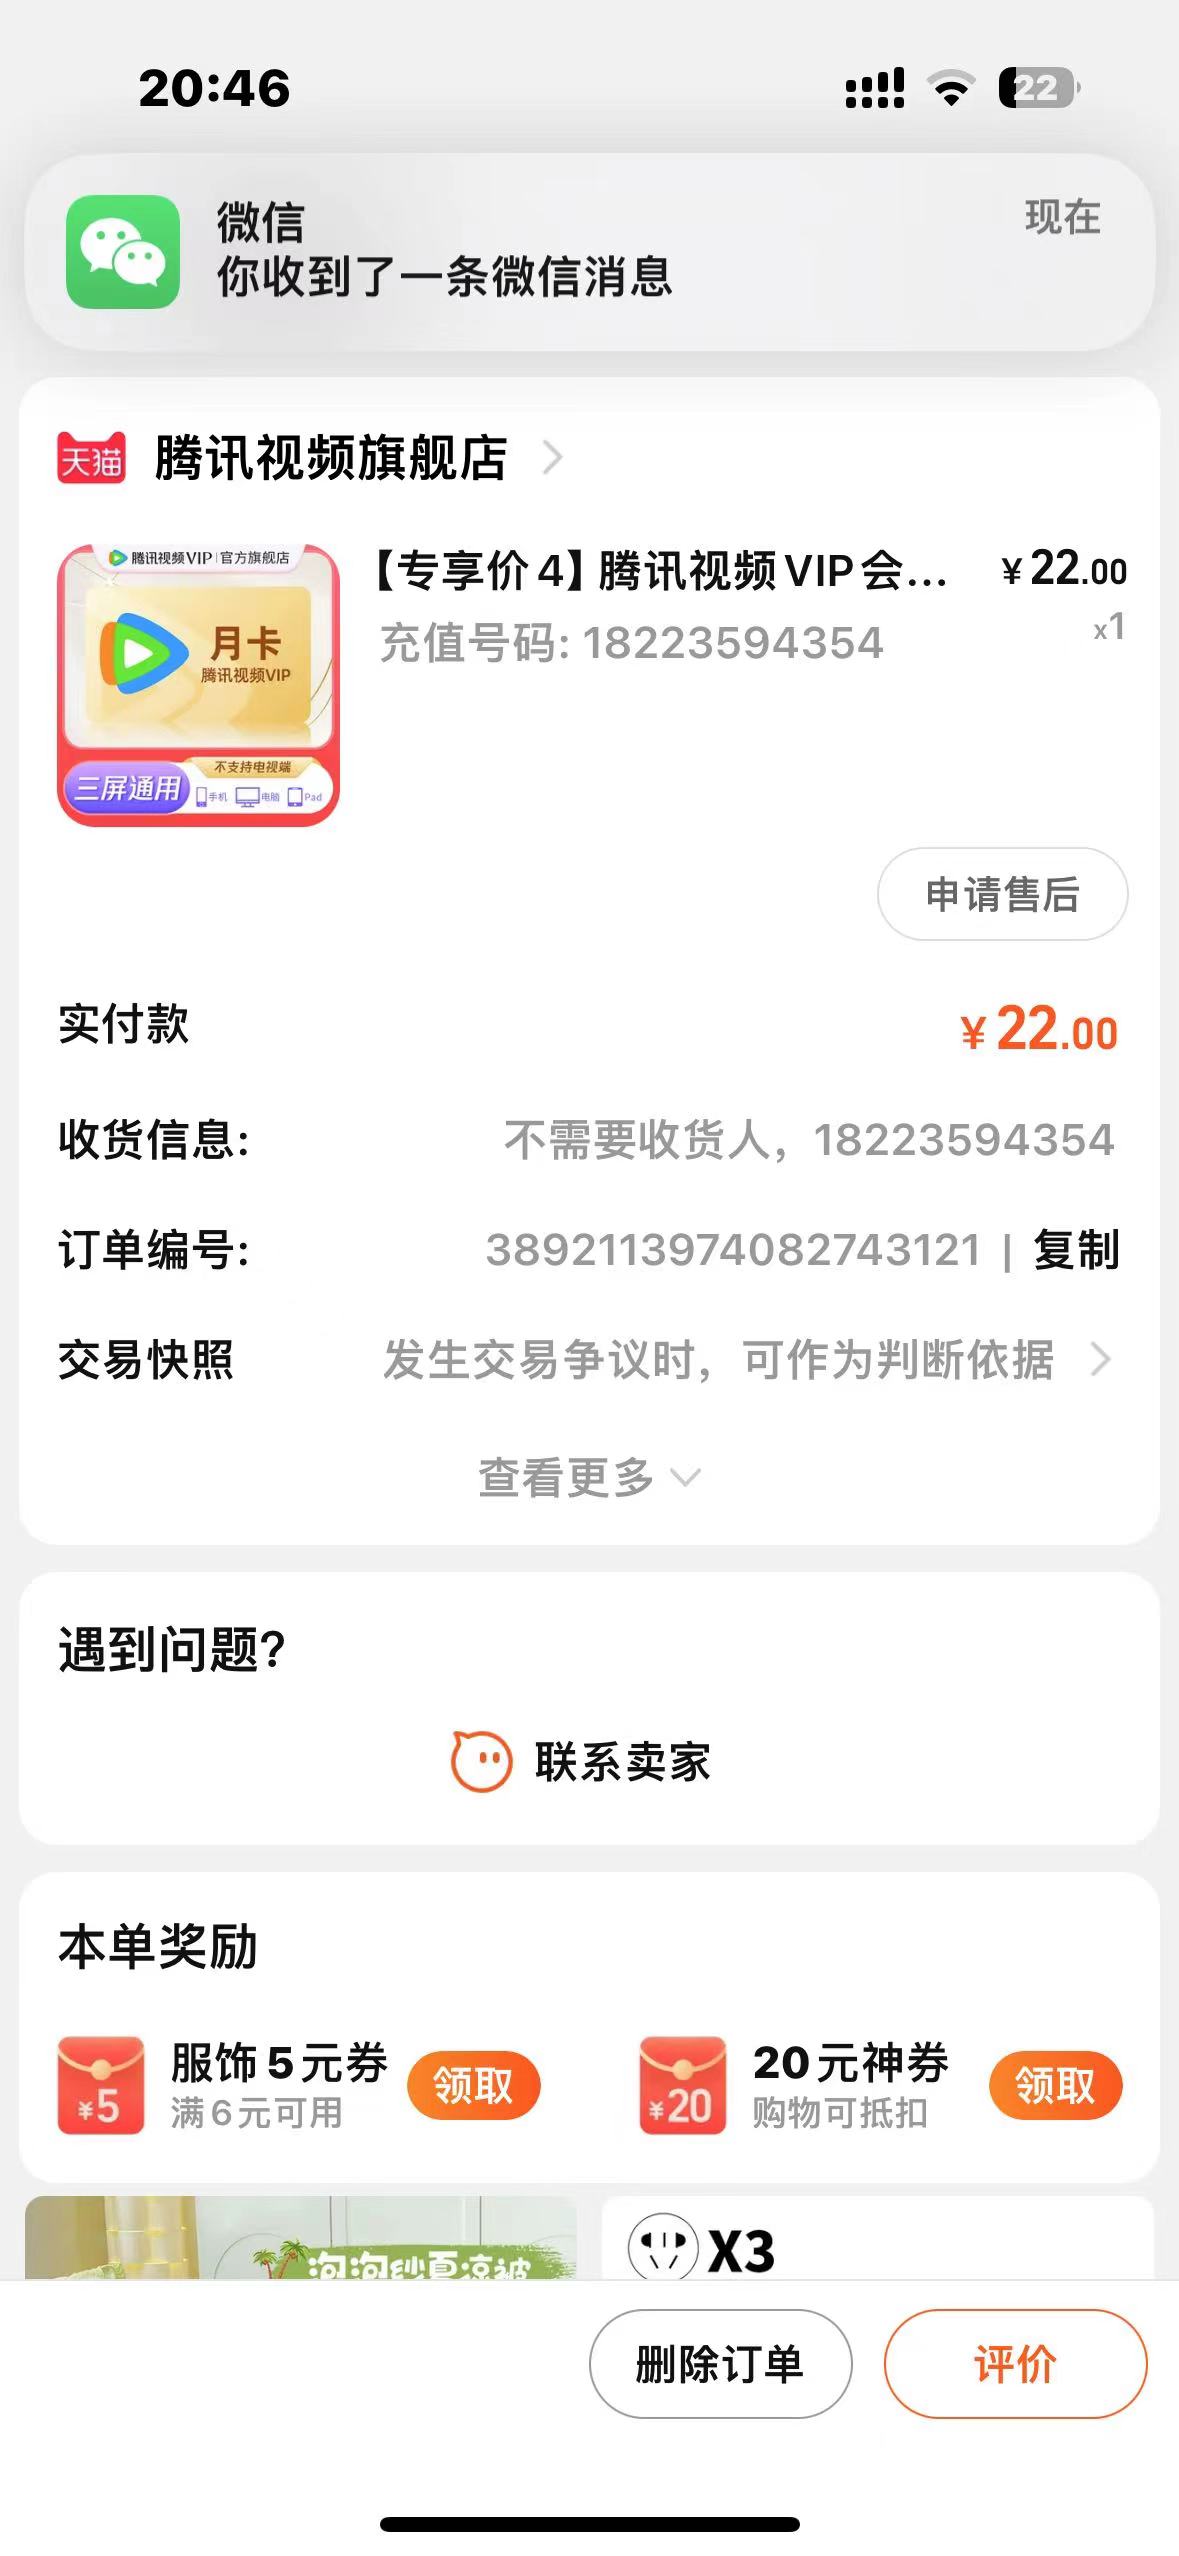 20:46
22
微信
现在
你收到了一条微信消息
天猫 腾讯视频旗舰店
腾讯视频VIP|官方旗舰店
月卡
腾讯视频VIP
不支持电视端
三屏通用 手机 电脑 Pad
【专享价4】腾讯视频VIP会... ¥22.00
充值号码: 18223594354 x1
申请售后
实付款 ¥22.00
收货信息: 不需要收货人，18223594354
订单编号: 3892113974082743121 | 复制
交易快照 发生交易争议时，可作为判断依据
查看更多
遇到问题?
联系卖家
本单奖励
¥5 服饰5元券 领取
满6元可用
¥20 20元神券 领取
购物可抵扣
泡泡纱夏凉被
X3
删除订单 评价